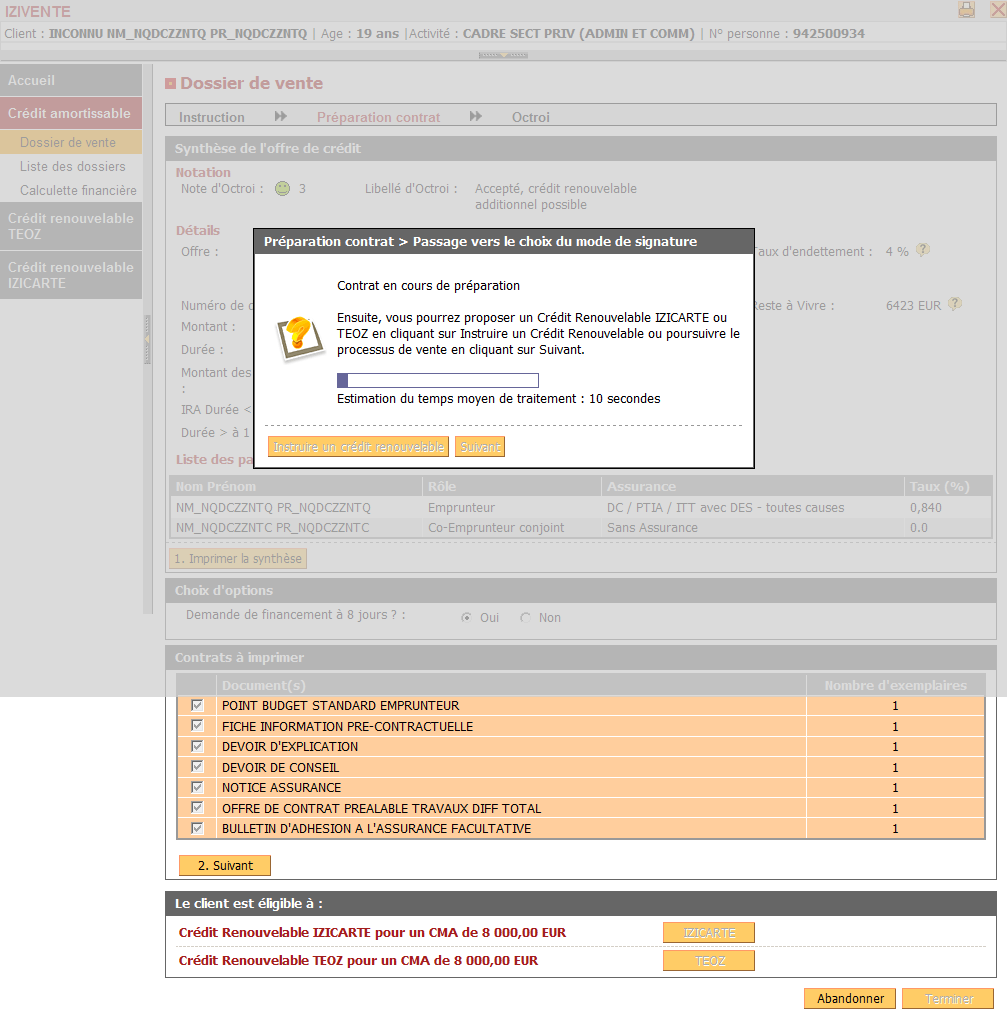 IZIVENTE
Client : INCONNU NM_NQDCZZNTQ PR_NQDCZZNTQ | Age : 19 ans |Activité : CADRE SECT PRIV (ADMIN ET COMM) | N° personne : 942500934
Accueil
Crédit amortissable
Dossier de vente
Liste des dossiers
Calculette financière
Crédit renouvelable
TEOZ
Crédit renouvelable
IZICARTE
Dossier de vente
Instruction Préparation contrat Octroi
Synthèse de l'offre de crédit
Notation
Note d'Octroi : 3 Libellé d'Octroi : Accepté, crédit renouvelable
additionnel possible
Détails
Offre : Taux d'endettement : 4 %
Numéro de Reste à Vivre : 6423 EUR
Montant :
Durée :
Montant des
:
IRA Durée <
Durée > à 1
Liste des pa
Préparation contrat > Passage vers le choix du mode de signature
Contrat en cours de préparation
Ensuite, vous pourrez proposer un Crédit Renouvelable IZICARTE ou
TEOZ en cliquant sur Instruire un Crédit Renouvelable ou poursuivre le
processus de vente en cliquant sur Suivant.
Estimation du temps moyen de traitement : 10 secondes
Instruire un crédit renouvelable Suivant
Nom Prénom Rôle Assurance Taux (%)
NM_NQDCZZNTQ PR_NQDCZZNTQ Emprunteur DC / PTIA / ITT avec DES - toutes causes 0,840
NM_NQDCZZNTC PR_NQDCZZNTC Co-Emprunteur conjoint Sans Assurance 0.0
1. Imprimer la synthèse
Choix d'options
Demande de financement à 8 jours ? : Oui Non
Contrats à imprimer
Document(s) Nombre d'exemplaires
POINT BUDGET STANDARD EMPRUNTEUR 1
FICHE INFORMATION PRE-CONTRACTUELLE 1
DEVOIR D'EXPLICATION 1
DEVOIR DE CONSEIL 1
NOTICE ASSURANCE 1
OFFRE DE CONTRAT PREALABLE TRAVAUX DIFF TOTAL 1
BULLETIN D'ADHESION A L'ASSURANCE FACULTATIVE 1
2. Suivant
Le client est éligible à :
Crédit Renouvelable IZICARTE pour un CMA de 8 000,00 EUR IZICARTE
Crédit Renouvelable TEOZ pour un CMA de 8 000,00 EUR TEOZ
Abandonner Terminer